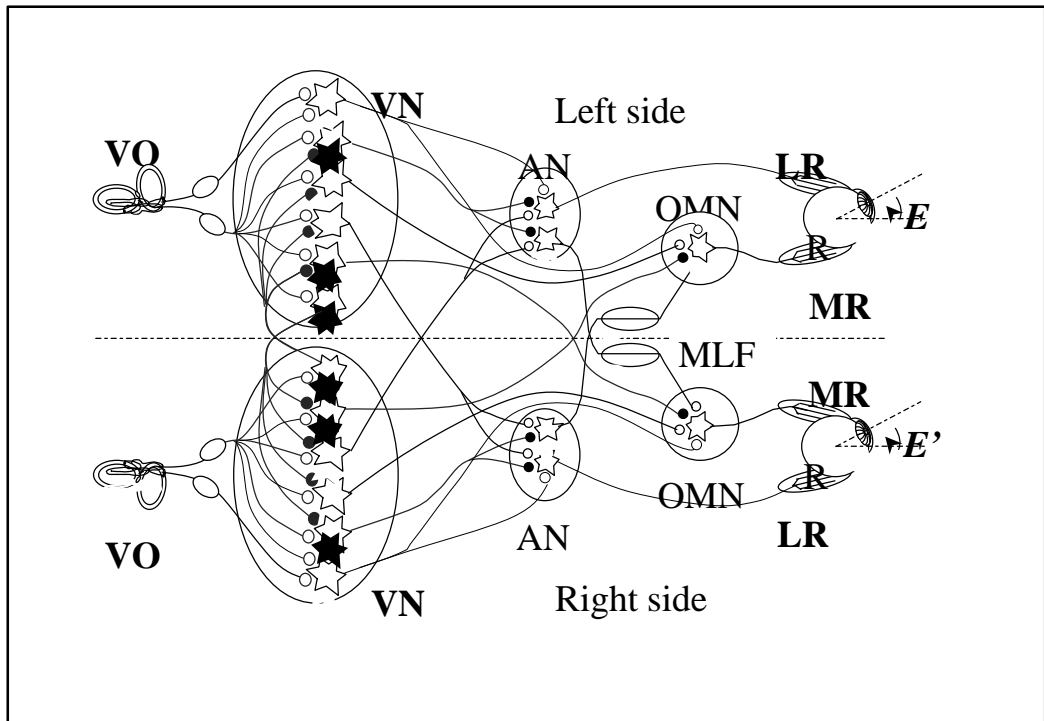 VN
Left side
VO
AN
LR
OMN
E
R
MR
MLF
MR
E’
R
OMN
AN
LR
VO
VN
Right side